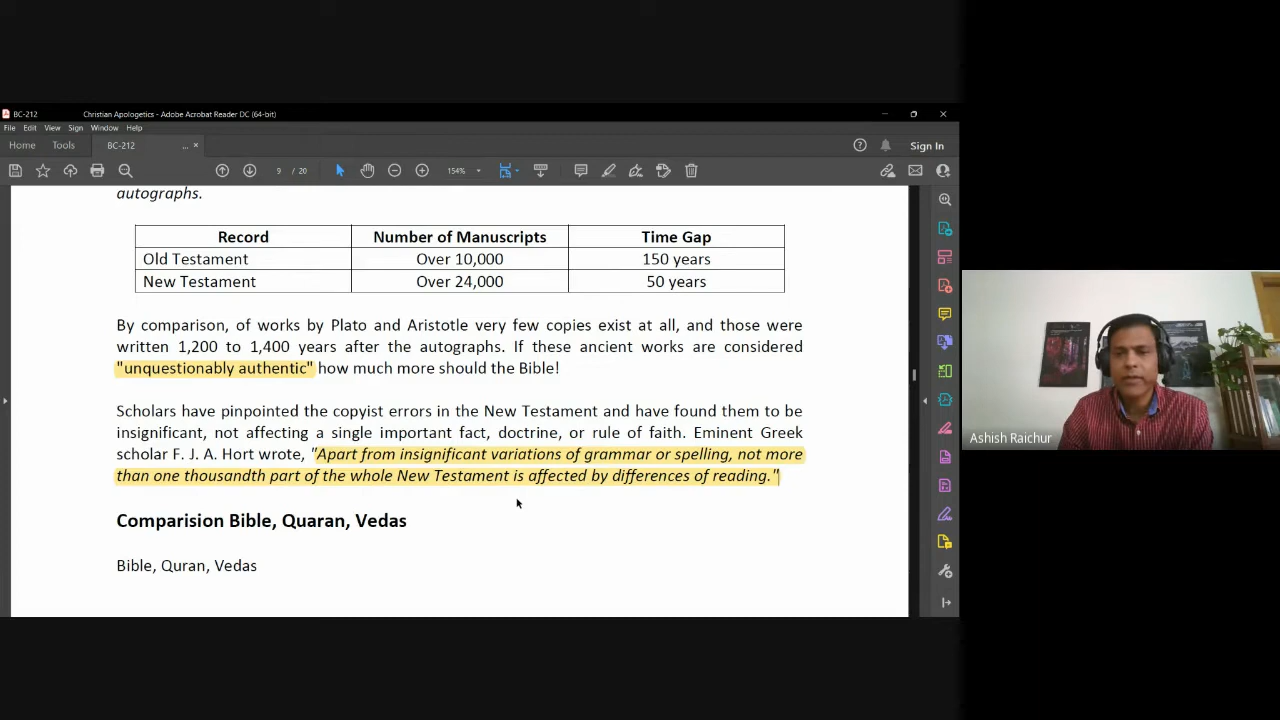 BC-212 Christian Apologetics - Adobe Acrobat Reader DC (64-bit)
File Edit View Sign Window Help
Home Tools BC-212 ... × Sign In
9 / 20 154%
autographs.
Record Number of Manuscripts Time Gap
Old Testament Over 10,000 150 years
New Testament Over 24,000 50 years
By comparison, of works by Plato and Aristotle very few copies exist at all, and those were
written 1,200 to 1,400 years after the autographs. If these ancient works are considered
"unquestionably authentic" how much more should the Bible!
Scholars have pinpointed the copyist errors in the New Testament and have found them to be
insignificant, not affecting a single important fact, doctrine, or rule of faith. Eminent Greek
scholar F. J. A. Hort wrote, "Apart from insignificant variations of grammar or spelling, not more
than one thousandth part of the whole New Testament is affected by differences of reading."
Comparision Bible, Quaran, Vedas
Bible, Quran, Vedas
Ashish Raichur